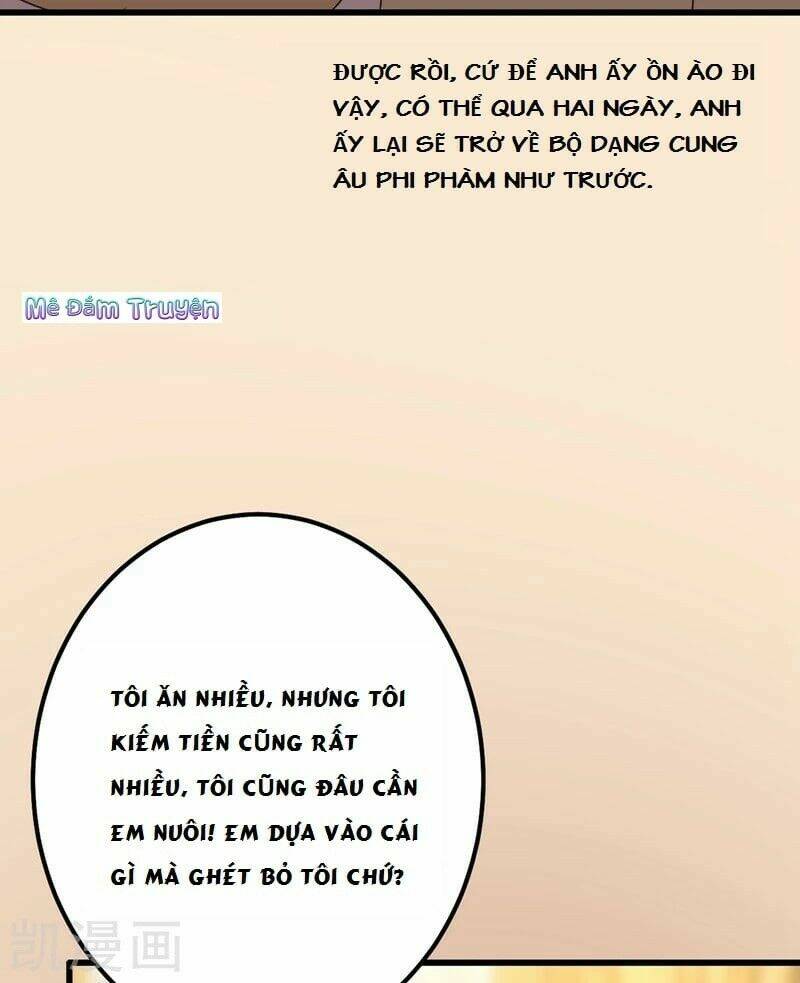 ĐƯỢC RỒI, CỨ ĐỂ ANH ẤY ỒN ÀO ĐI
VẬY, CÓ THỂ QUA HAI NGÀY, ANH
ẤY LẠI SẼ TRỞ VỀ BỘ DẠNG CUNG
ÂU PHI PHÀM NHƯ TRƯỚC.
Mê Đắm Truyện
TÔI ĂN NHIỀU, NHƯNG TÔI
KIẾM TIỀN CŨNG RẤT
NHIỀU, TÔI CŨNG ĐÂU CẦN
EM NUÔI! EM DỰA VÀO CÁI
GÌ MÀ GHÉT BỎ TÔI CHỨ?
凯漫画